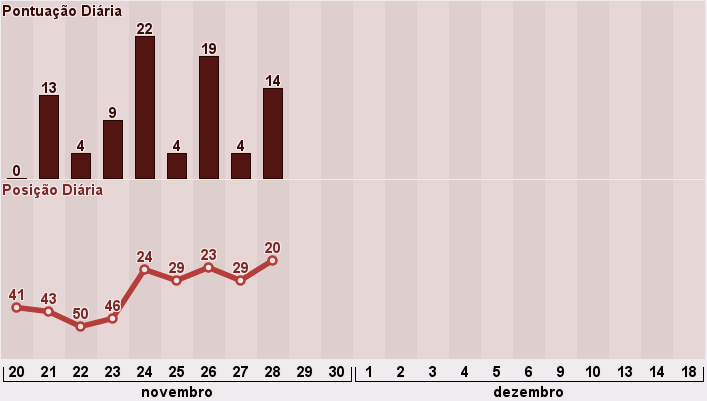 Pontuação Diária
0 13 4 9 22 4 19 4 14
Posição Diária
41 43 50 46 24 29 23 29 20
20 21 22 23 24 25 26 27 28 29 30 1 2 3 4 5 6 9 10 13 14 18
novembro dezembro